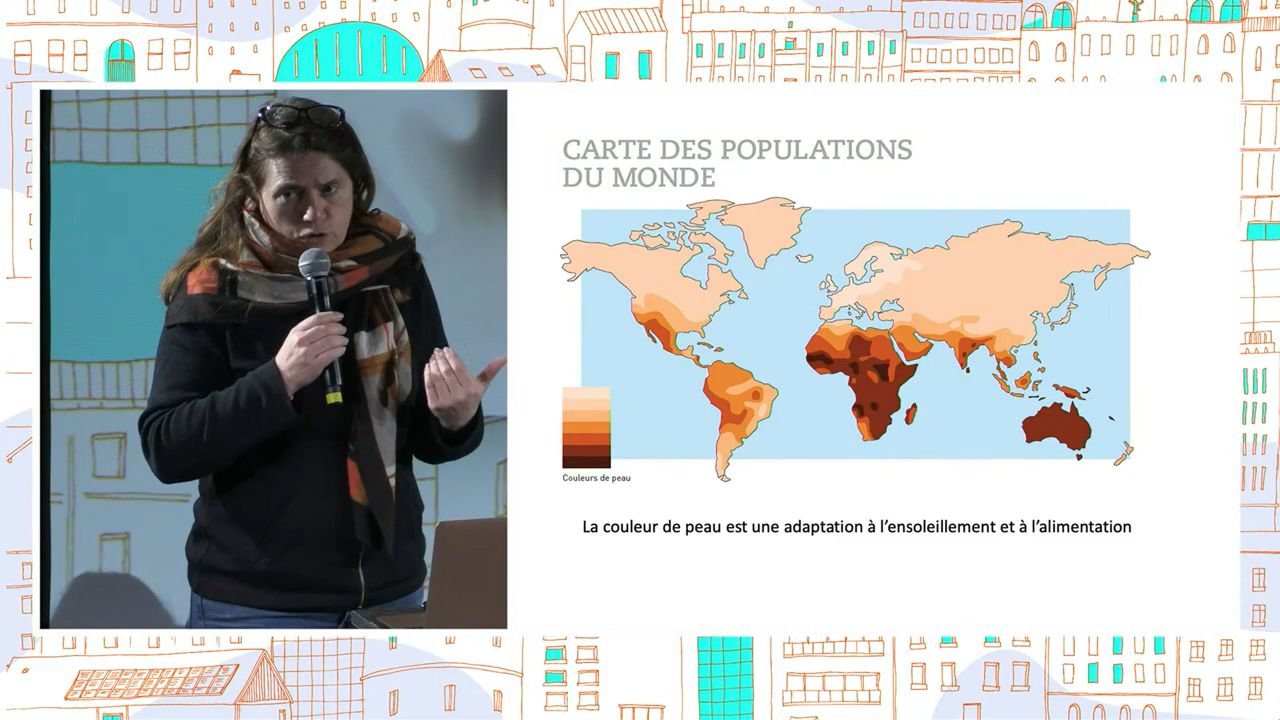 CARTE DES POPULATIONS
DU MONDE
Couleurs de peau
La couleur de peau est une adaptation à l’ensoleillement et à l’alimentation